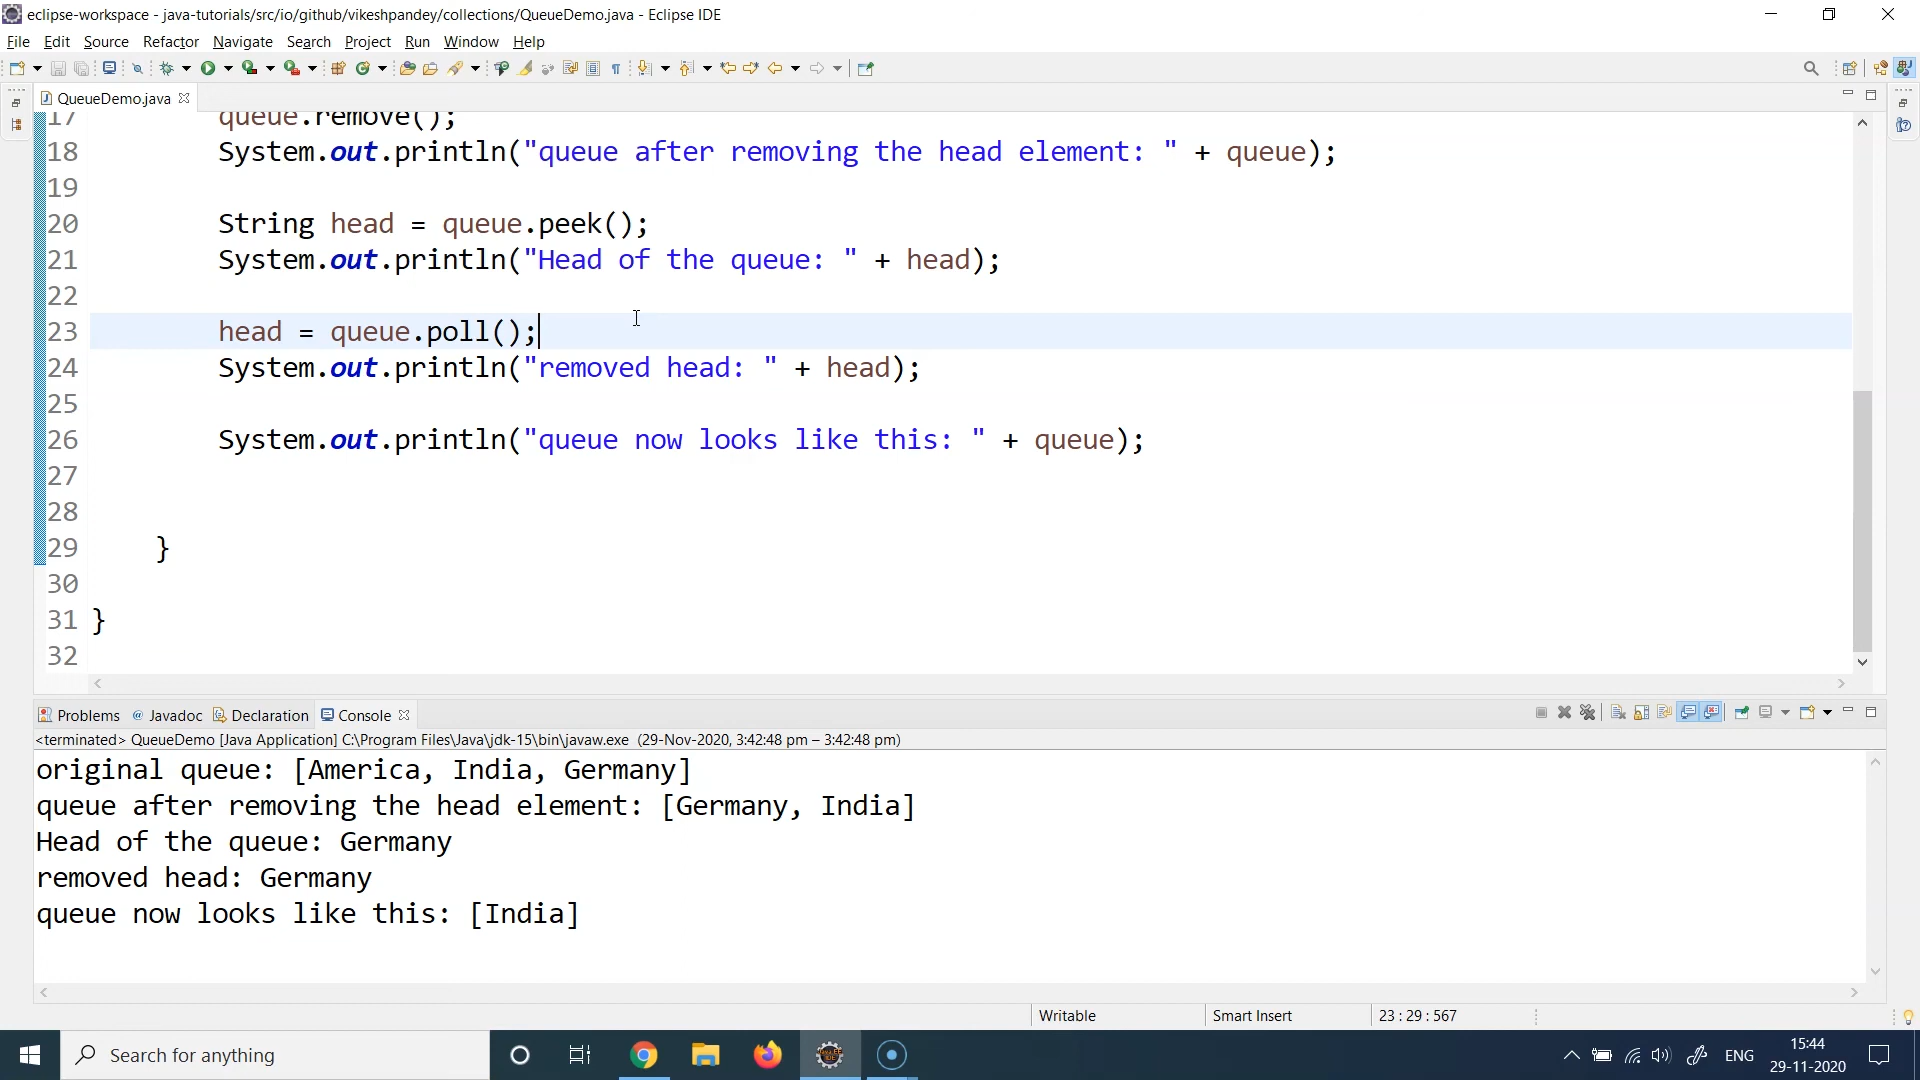 eclipse-workspace - java-tutorials/src/io/github/vikeshpandey/collections/QueueDemo.java - Eclipse IDE
File Edit Source Refactor Navigate Search Project Run Window Help
QueueDemo.java
17 queue.remove();
18 System.out.println("queue after removing the head element: " + queue);
19
20 String head = queue.peek();
21 System.out.println("Head of the queue: " + head);
22
23 head = queue.poll();
24 System.out.println("removed head: " + head);
25
26 System.out.println("queue now looks like this: " + queue);
27
28
29 }
30
31 }
32
Problems Javadoc Declaration Console
<terminated> QueueDemo [Java Application] C:\Program Files\Java\jdk-15\bin\javaw.exe (29-Nov-2020, 3:42:48 pm – 3:42:48 pm)
original queue: [America, India, Germany]
queue after removing the head element: [Germany, India]
Head of the queue: Germany
removed head: Germany
queue now looks like this: [India]
Writable Smart Insert 23 : 29 : 567
Search for anything
ENG
15:44
29-11-2020